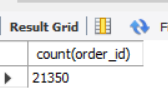 Result Grid
count(order_id)
21350